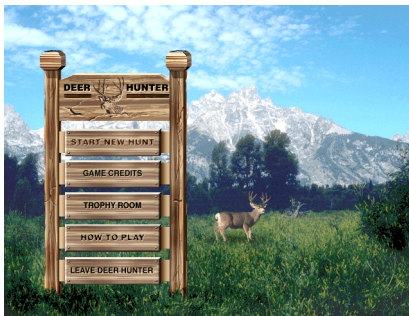 DEER HUNTER
START NEW HUNT
GAME CREDITS
TROPHY ROOM
HOW TO PLAY
LEAVE DEER HUNTER